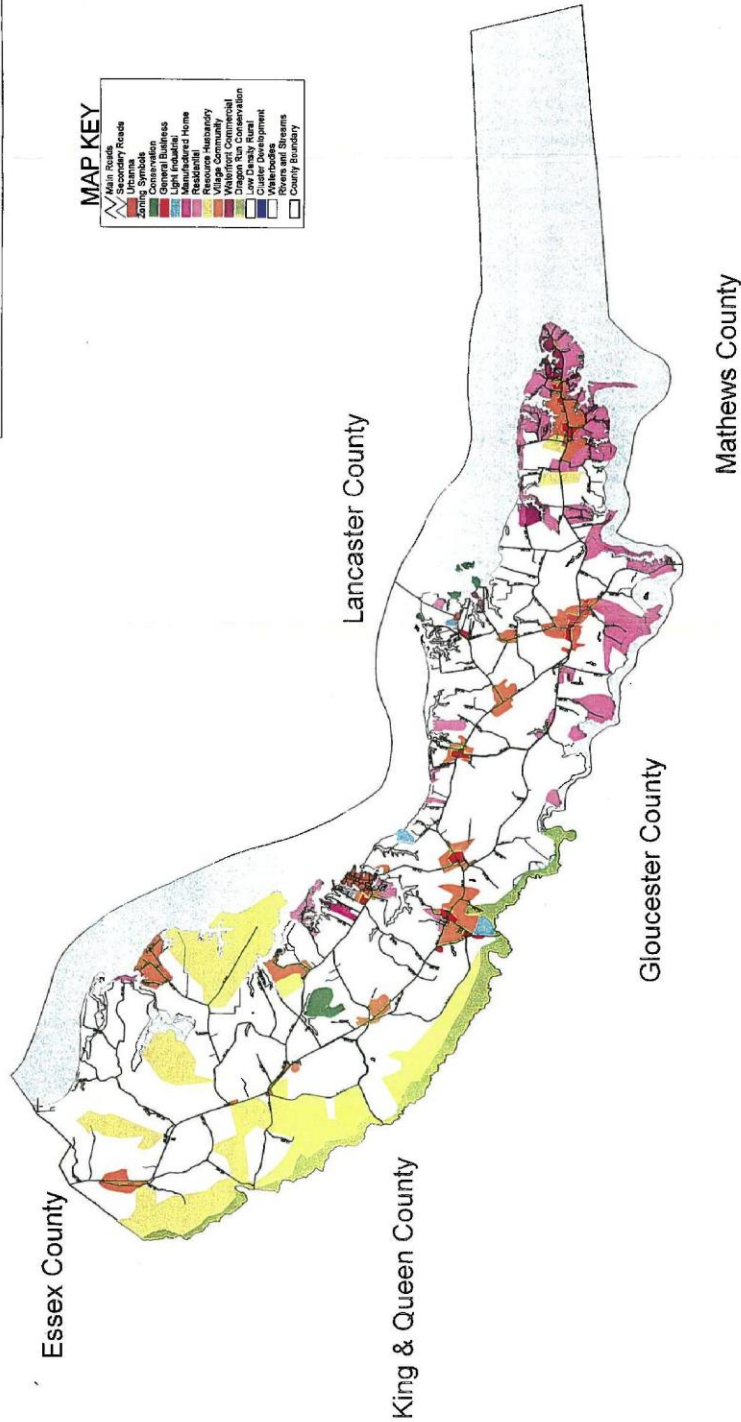 MAP KEY
Main Roads
Secondary Roads
Urbanna
Zoning Symbols
Conservation
General Business
Light Industrial
Manufactured Home
Residential
Resource Husbandry
Village Community
Waterfront Commercial
Dragon Run Conservation
Low Density Rural
Cluster Development
Waterbodies
Rivers and Streams
County Boundary
Essex County
Lancaster County
King & Queen County
Gloucester County
Mathews County